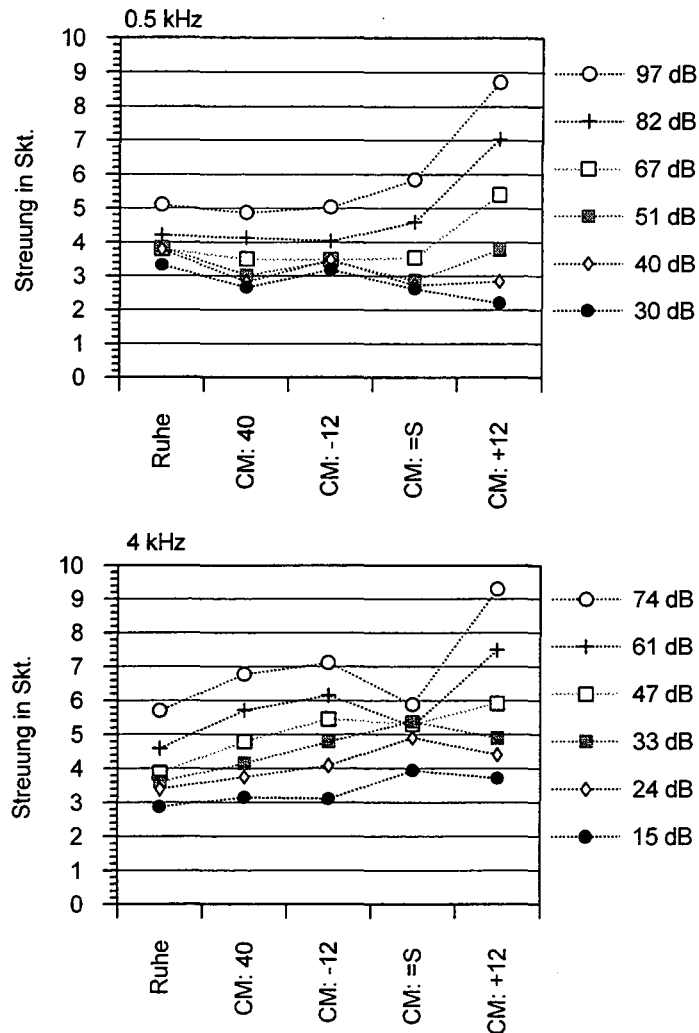 0.5 kHz
Streuung in Skt.
10
9
8
7
6
5
4
3
2
1
0
Ruhe
CM: 40
CM: -12
CM: =S
CM: +12
97 dB
82 dB
67 dB
51 dB
40 dB
30 dB
4 kHz
Streuung in Skt.
10
9
8
7
6
5
4
3
2
1
0
Ruhe
CM: 40
CM: -12
CM: =S
CM: +12
74 dB
61 dB
47 dB
33 dB
24 dB
15 dB